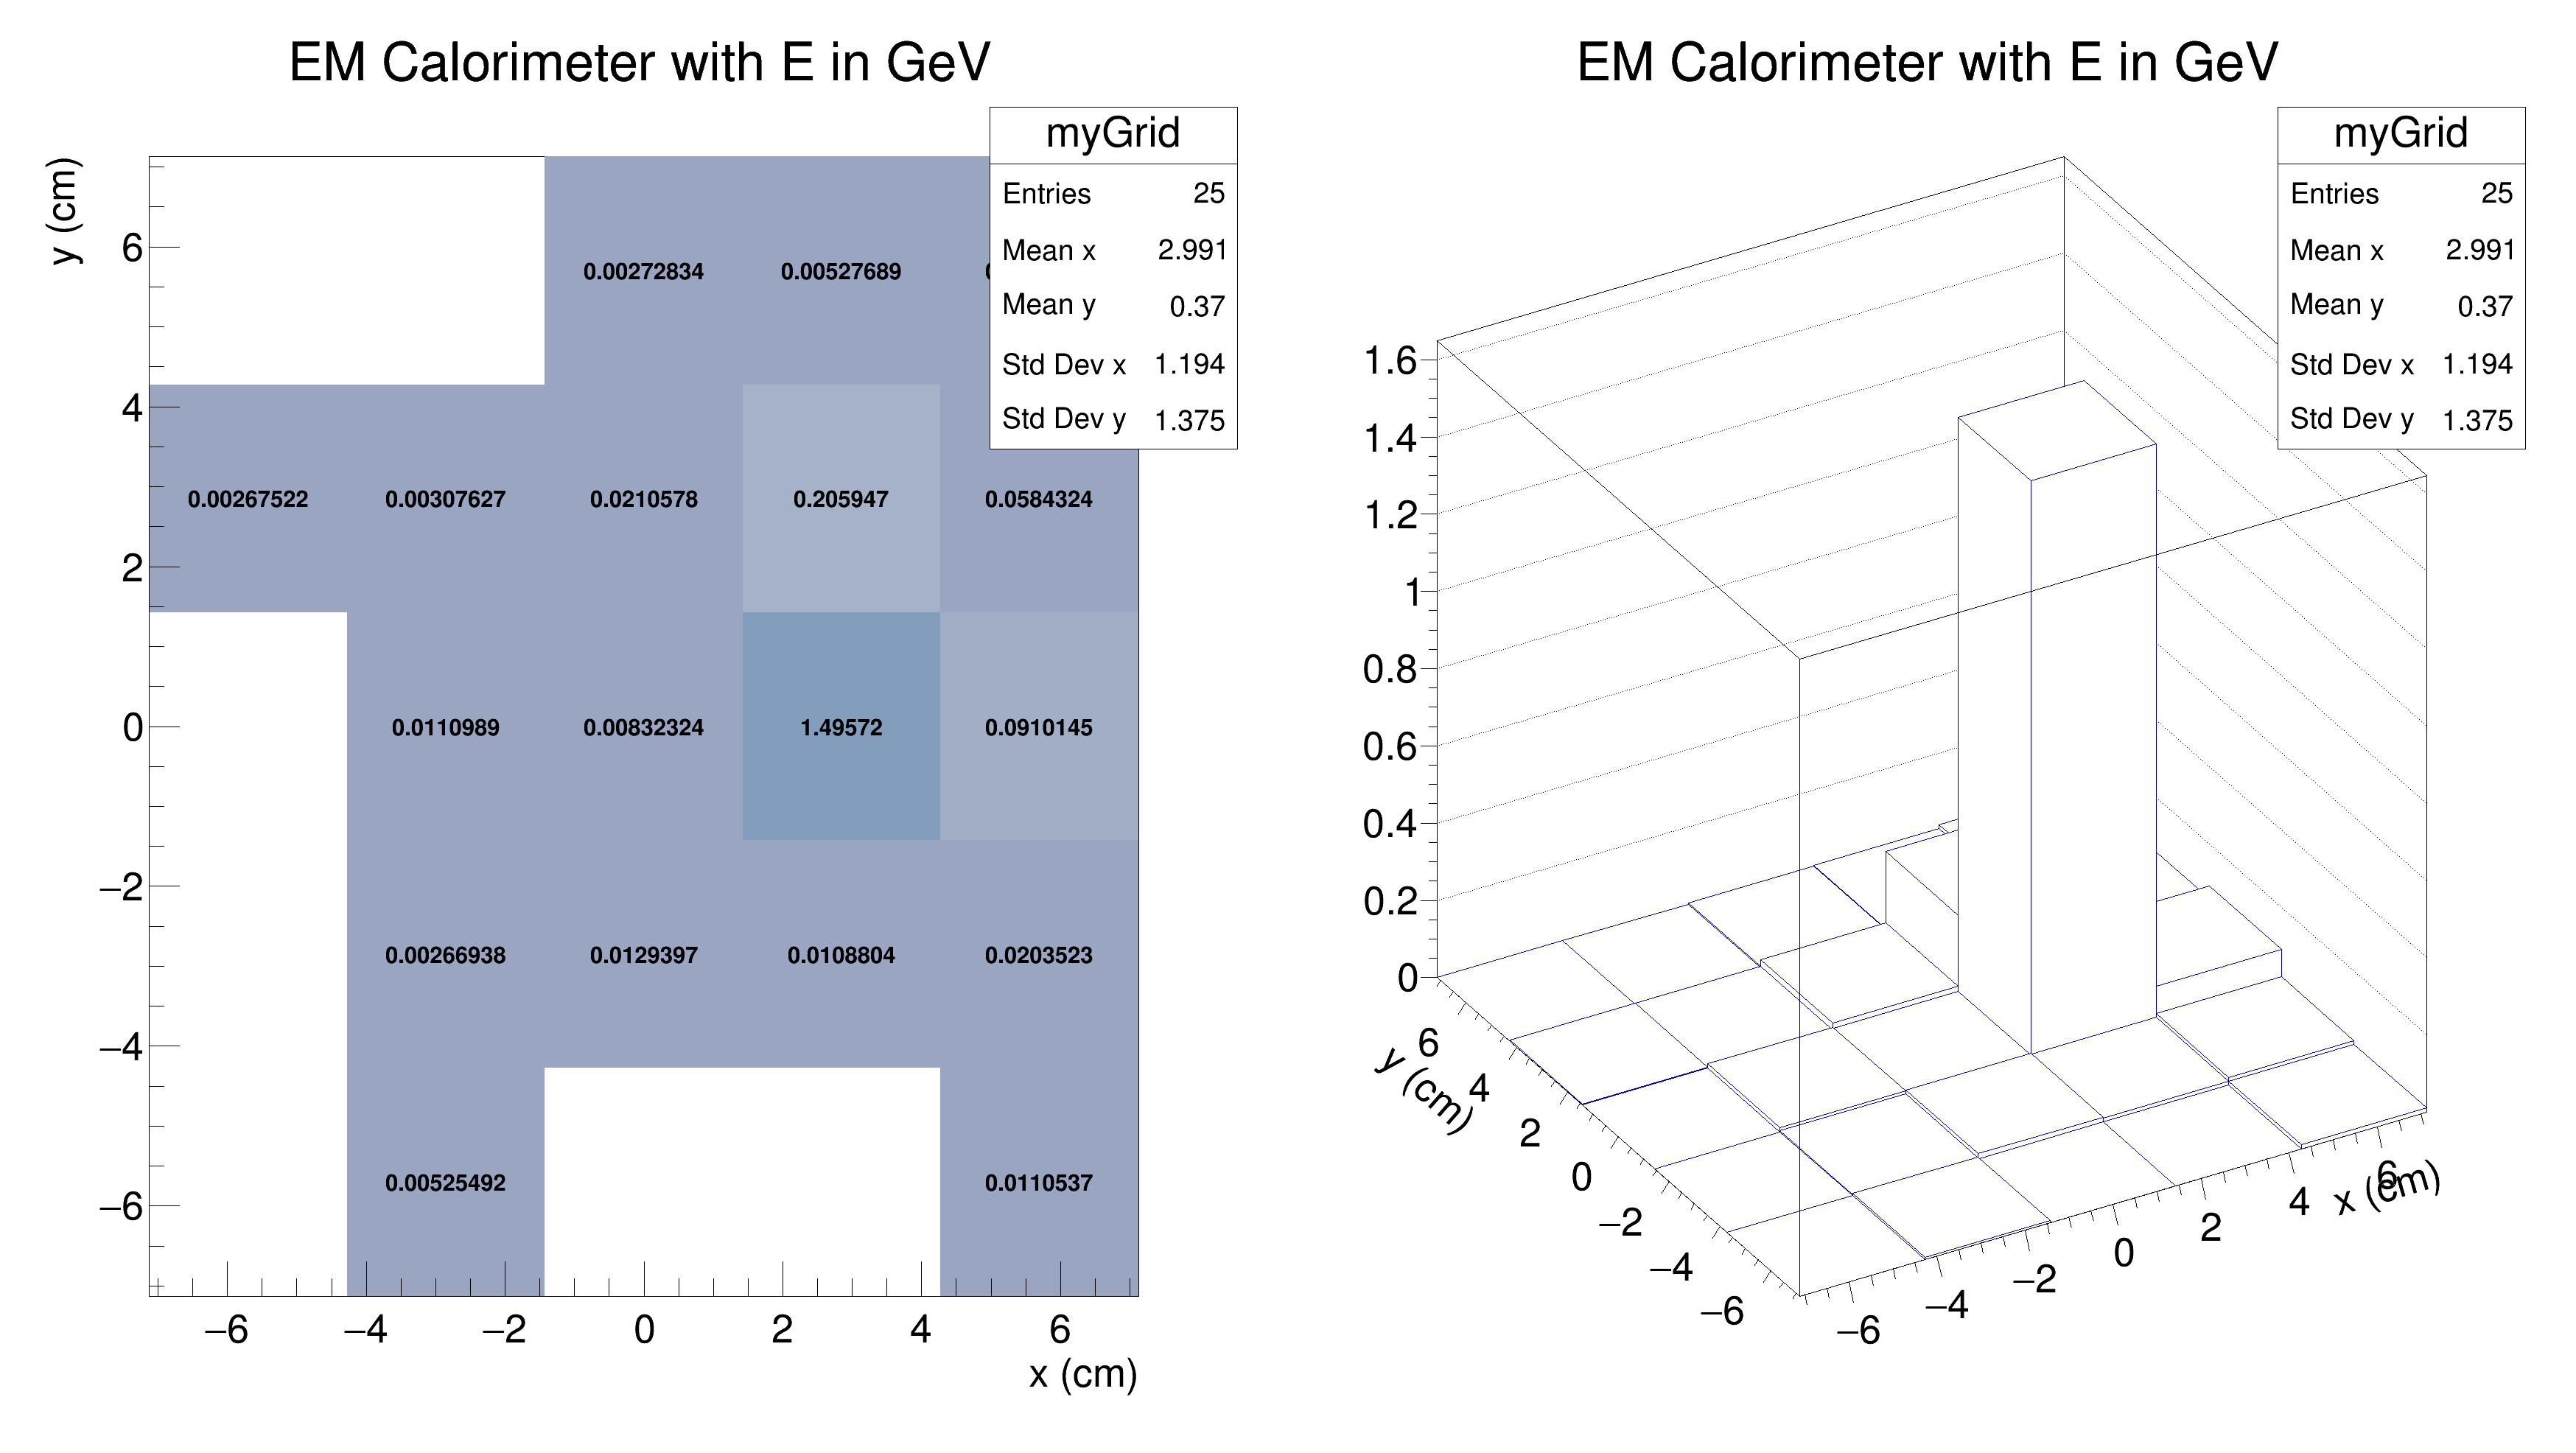 EM Calorimeter with E in GeV
myGrid
Entries 25
Mean x 2.991
Mean y 0.37
Std Dev x 1.194
Std Dev y 1.375
y (cm)
6
4
2
0
−2
−4
−6
0.00272834 0.00527689
0.00267522 0.00307627 0.0210578 0.205947 0.0584324
0.0110989 0.00832324 1.49572 0.0910145
0.00266938 0.0129397 0.0108804 0.0203523
0.00525492 0.0110537
−6 −4 −2 0 2 4 6
x (cm)
EM Calorimeter with E in GeV
myGrid
Entries 25
Mean x 2.991
Mean y 0.37
Std Dev x 1.194
Std Dev y 1.375
1.6
1.4
1.2
1
0.8
0.6
0.4
0.2
0
6
4
2
0
−2
−4
−6
y (cm)
−6 −4 −2 0 2 4 6
x (cm)